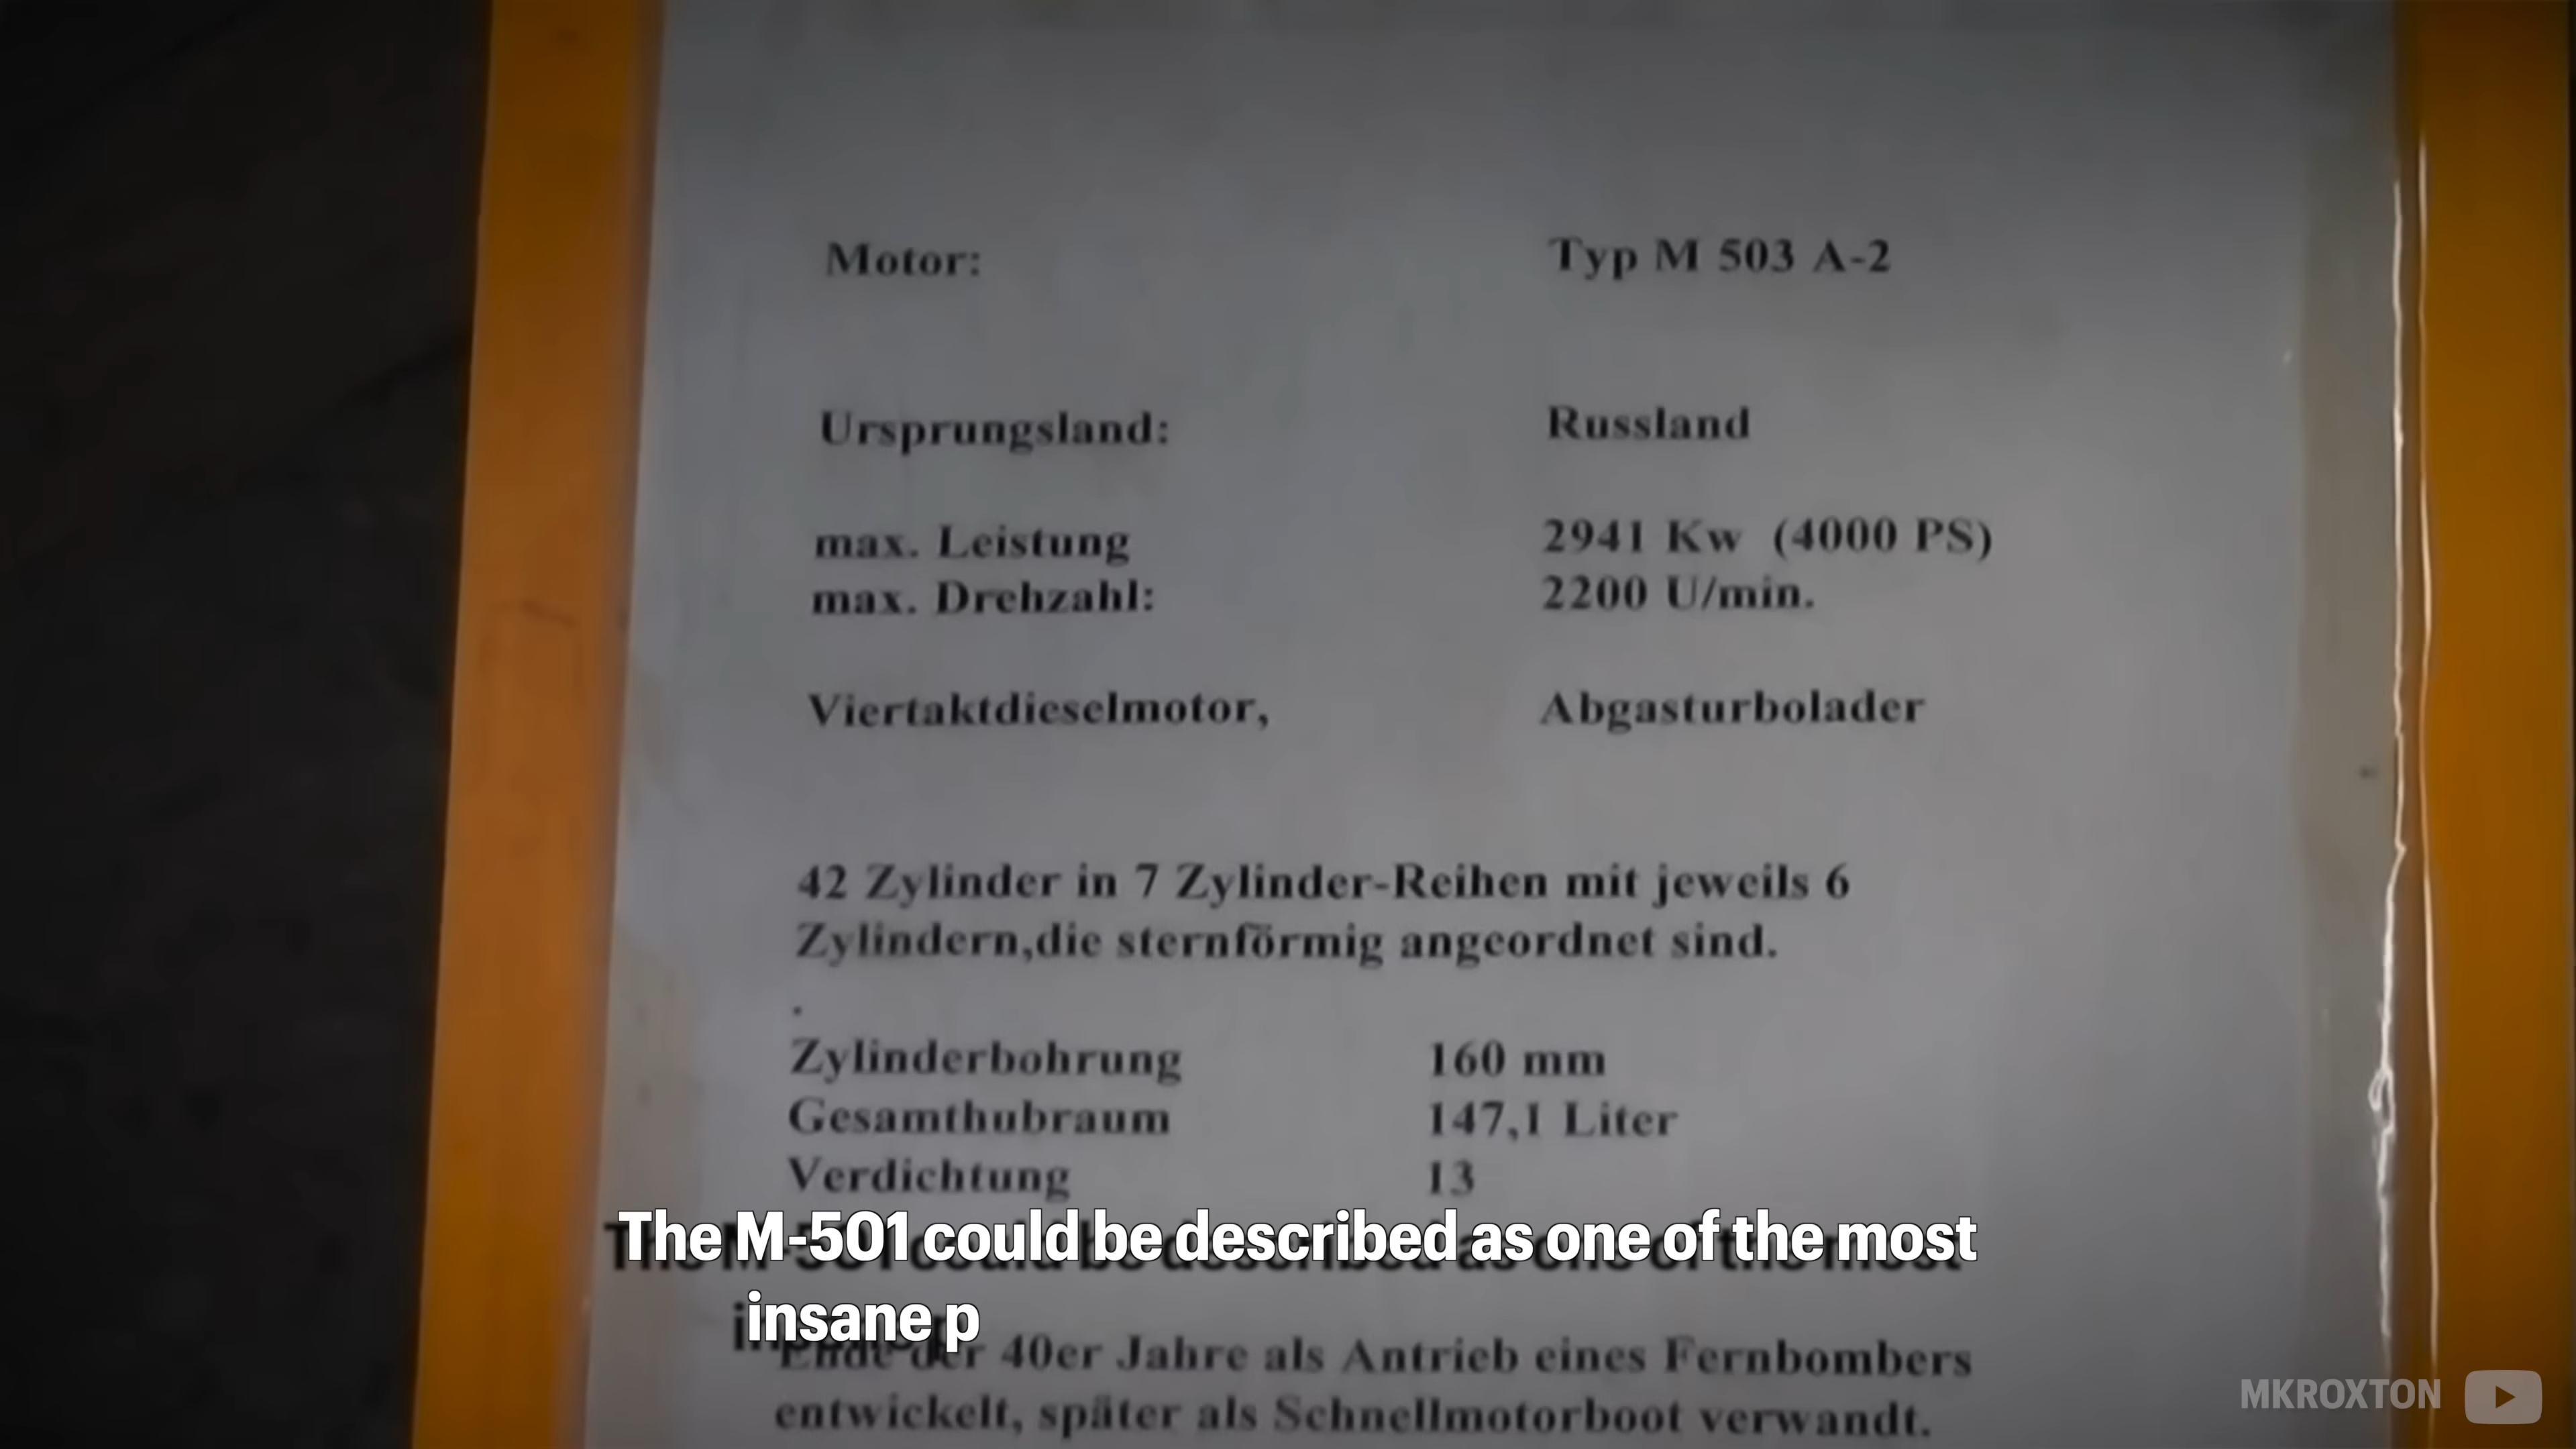 Motor: Typ M 503 A-2
Ursprungsland: Russland
max. Leistung 2941 Kw (4000 PS)
max. Drehzahl: 2200 U/min.
Viertaktdieselmotor, Abgasturbolader
42 Zylinder in 7 Zylinder-Reihen mit jeweils 6
Zylindern,die sternförmig angeordnet sind.
.
Zylinderbohrung 160 mm
Gesamthubraum 147,1 Liter
Verdichtung 13
The M-501 could be described as one of the most
insane p
Ende der 40er Jahre als Antrieb eines Fernbombers
entwickelt, später als Schnellmotorboot verwandt.
MKROXTON